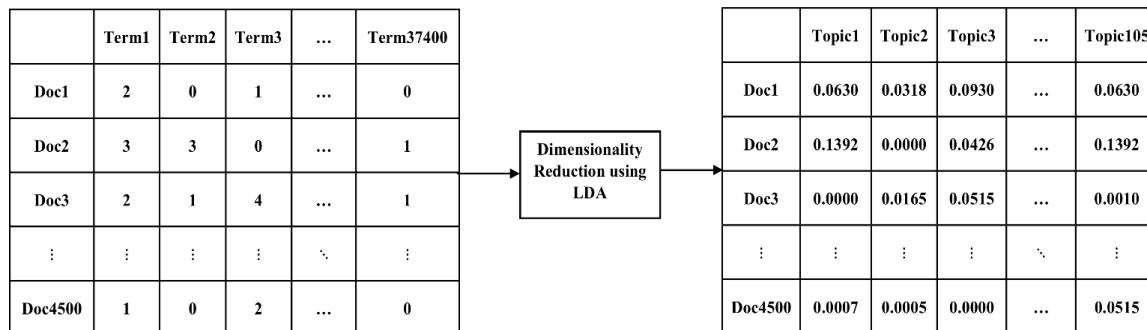 Term1 Term2 Term3 ... Term37400
Doc1 2 0 1 ... 0
Doc2 3 3 0 ... 1
Doc3 2 1 4 ... 1
⋮ ⋮ ⋮ ⋮ ⋱ ⋮
Doc4500 1 0 2 ... 0
Dimensionality
Reduction using
LDA
Topic1 Topic2 Topic3 ... Topic105
Doc1 0.0630 0.0318 0.0930 ... 0.0630
Doc2 0.1392 0.0000 0.0426 ... 0.1392
Doc3 0.0000 0.0165 0.0515 ... 0.0010
⋮ ⋮ ⋮ ⋮ ⋱ ⋮
Doc4500 0.0007 0.0005 0.0000 ... 0.0515